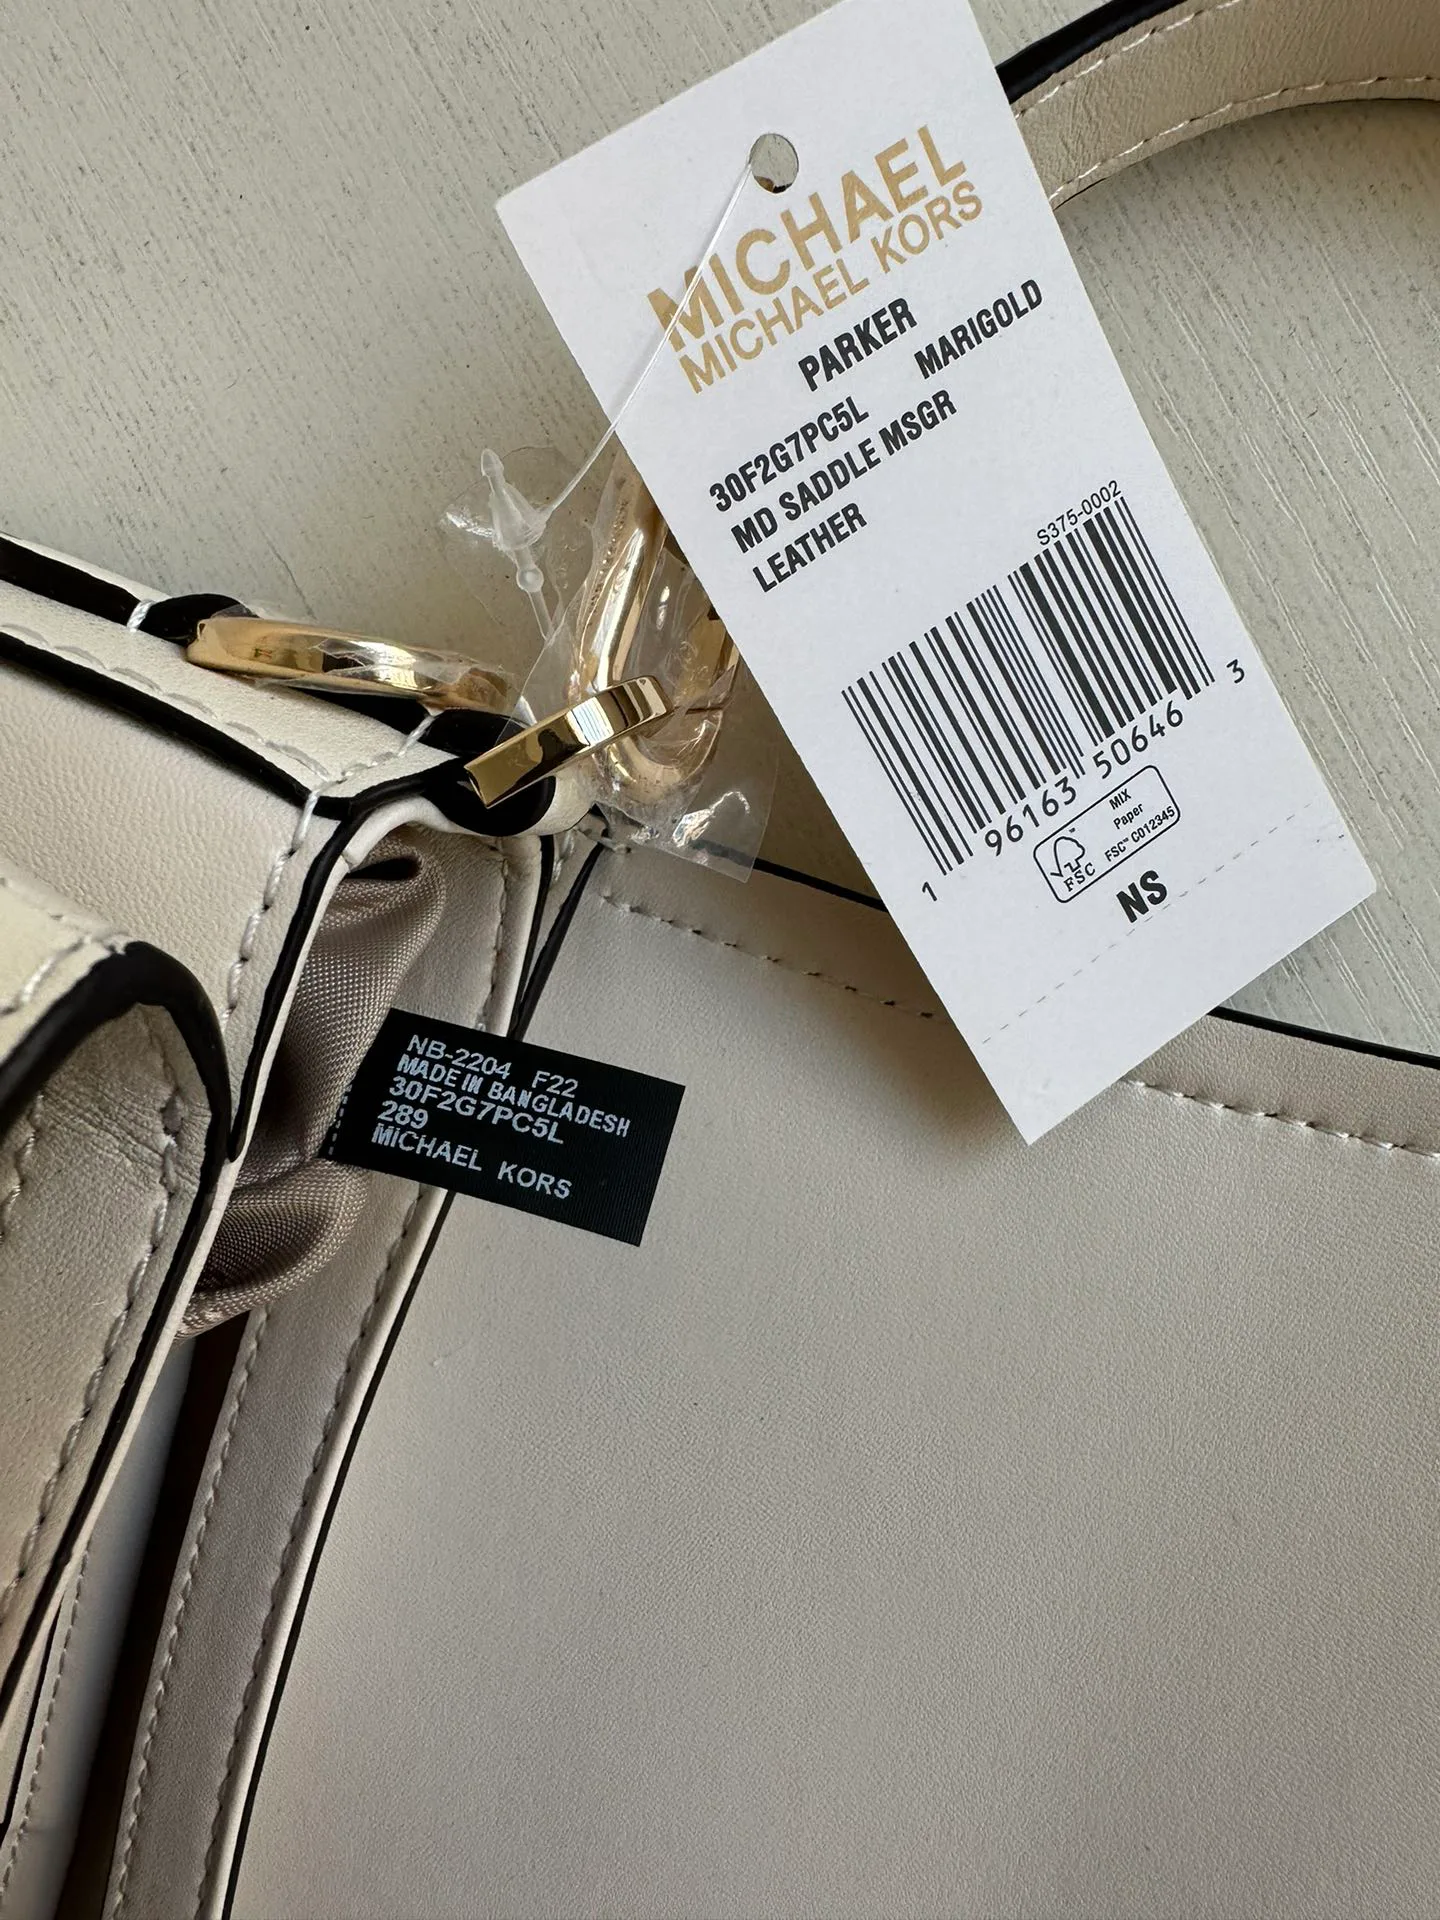 MICHAEL
MICHAEL KORS
PARKER
MARIGOLD
30F2G7PC5L
MD SADDLE MSGR
LEATHER
S375-0002
1 96163 50646 3
FSC
MIX
Paper
FSC™ C012345
NS
NB-2204 F22
MADE IN BANGLADESH
30F2G7PC5L
289
MICHAEL KORS